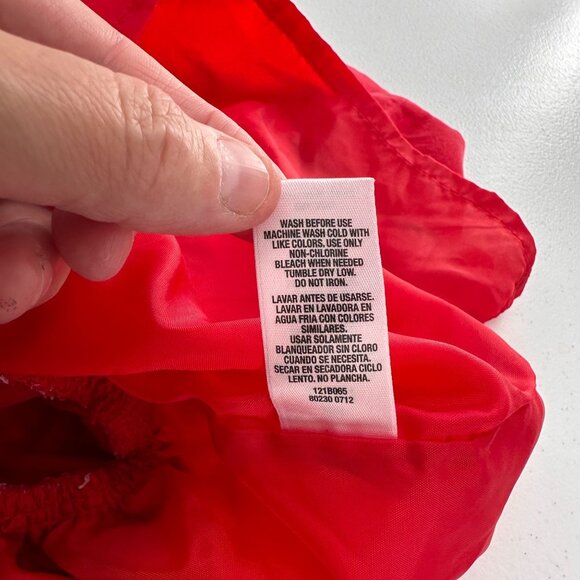 WASH BEFORE USE
MACHINE WASH COLD WITH
LIKE COLORS. USE ONLY
NON-CHLORINE
BLEACH WHEN NEEDED
TUMBLE DRY LOW.
DO NOT IRON.
LAVAR ANTES DE USARSE.
LAVAR EN LAVADORA EN
AGUA FRIA CON COLORES
SIMILARES.
USAR SOLAMENTE
BLANQUEADOR SIN CLORO
CUANDO SE NECESITA.
SECAR EN SECADORA CICLO
LENTO. NO PLANCHA.
121B065
80230 0712